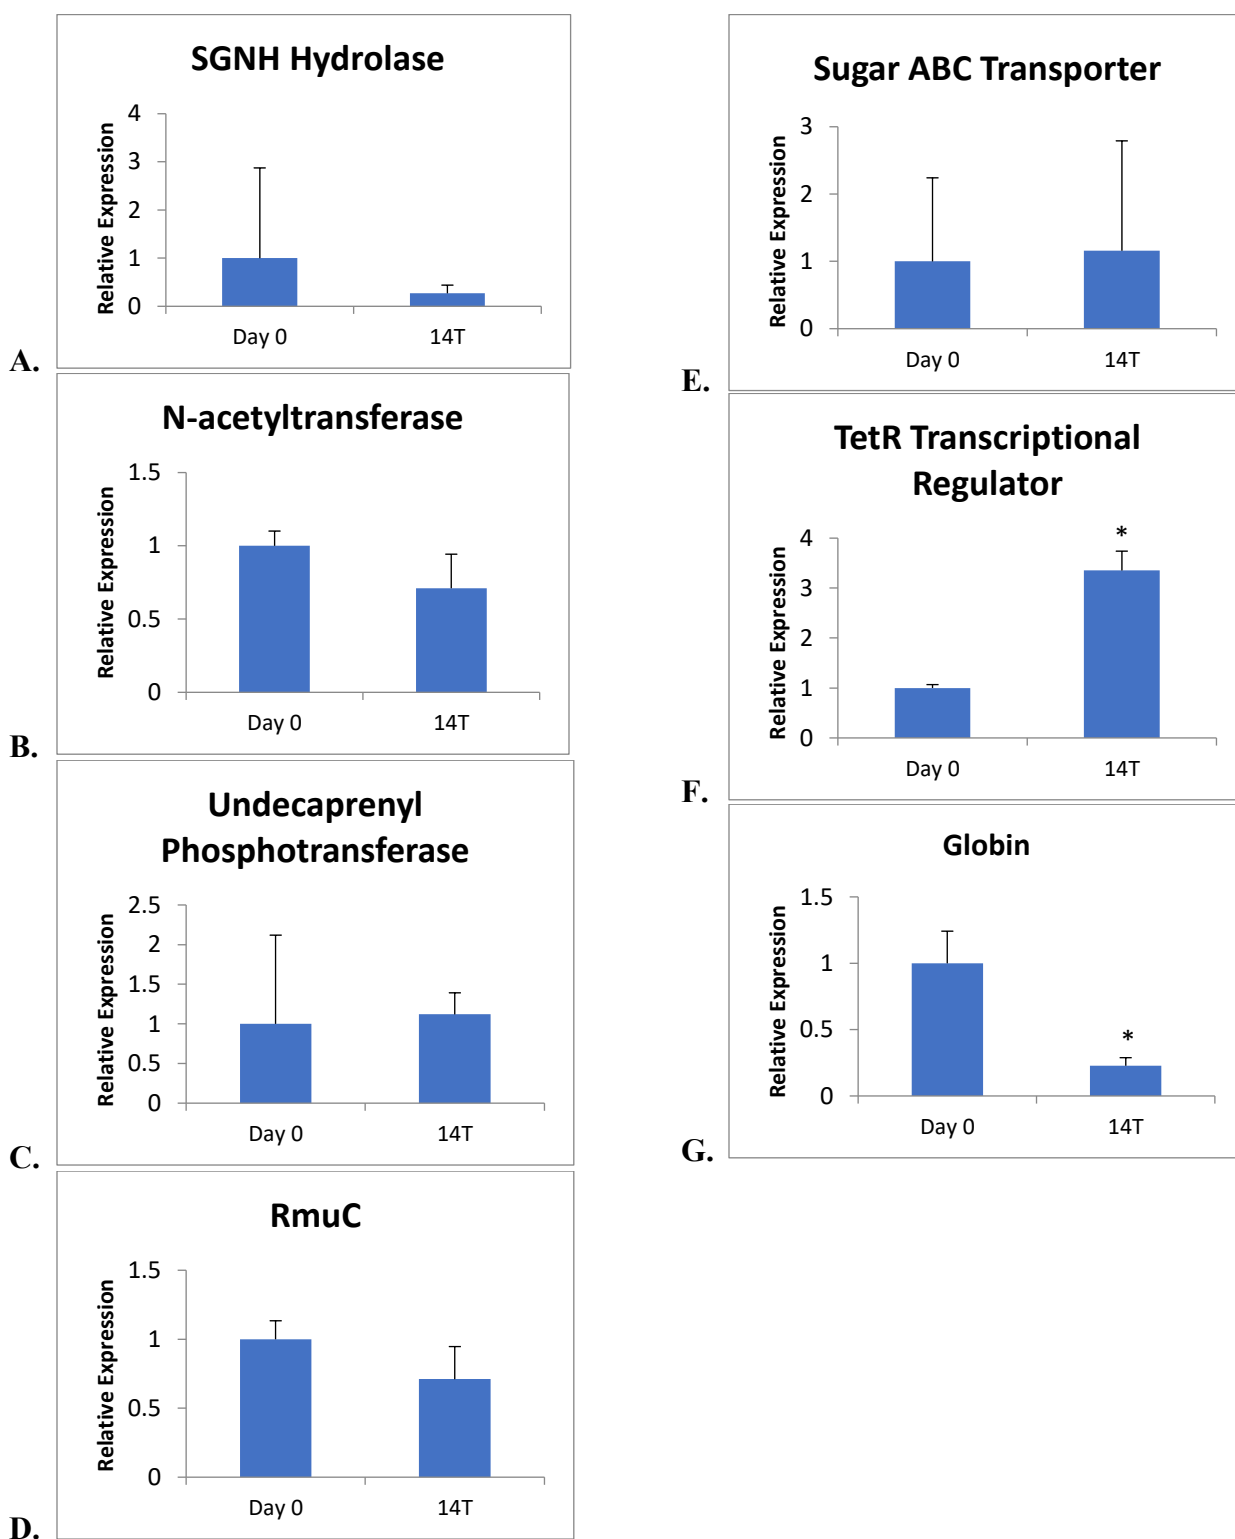 SGNH Hydrolase
Relative Expression
4
3
2
1
0
Day 0 14T
A.
N-acetyltransferase
Relative Expression
1.5
1
0.5
0
Day 0 14T
B.
Undecaprenyl
Phosphotransferase
Relative Expression
2.5
2
1.5
1
0.5
0
Day 0 14T
C.
RmuC
Relative Expression
1.5
1
0.5
0
Day 0 14T
D.
Sugar ABC Transporter
Relative Expression
3
2
1
0
Day 0 14T
E.
TetR Transcriptional
Regulator
Relative Expression
4
3
2
1
0
*
Day 0 14T
F.
Globin
Relative Expression
1.5
1
0.5
0
*
Day 0 14T
G.